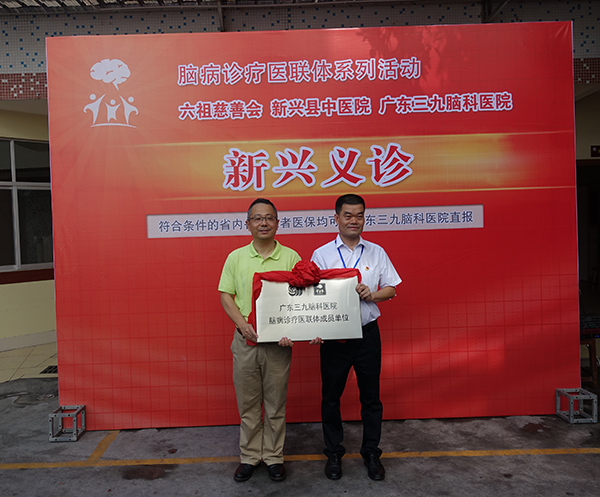 脑病诊疗医联体系列活动
六祖慈善会 新兴县中医院 广东三九脑科医院
新兴义诊
符合条件的省内 者医保均可 东三九脑科医院直报
广东三九脑科医院
脑病诊疗医联体成员单位